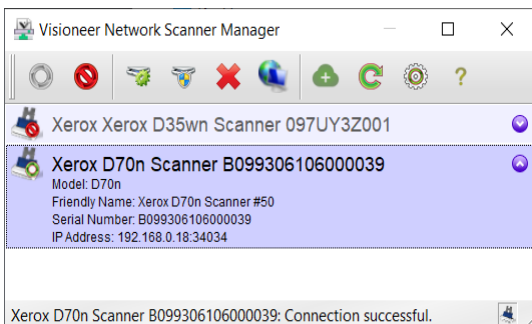 Visioneer Network Scanner Manager
?
Xerox Xerox D35wn Scanner 097UY3Z001
Xerox D70n Scanner B099306106000039
Model: D70n
Friendly Name: Xerox D70n Scanner #50
Serial Number: B099306106000039
IP Address: 192.168.0.18:34034
Xerox D70n Scanner B099306106000039: Connection successful.